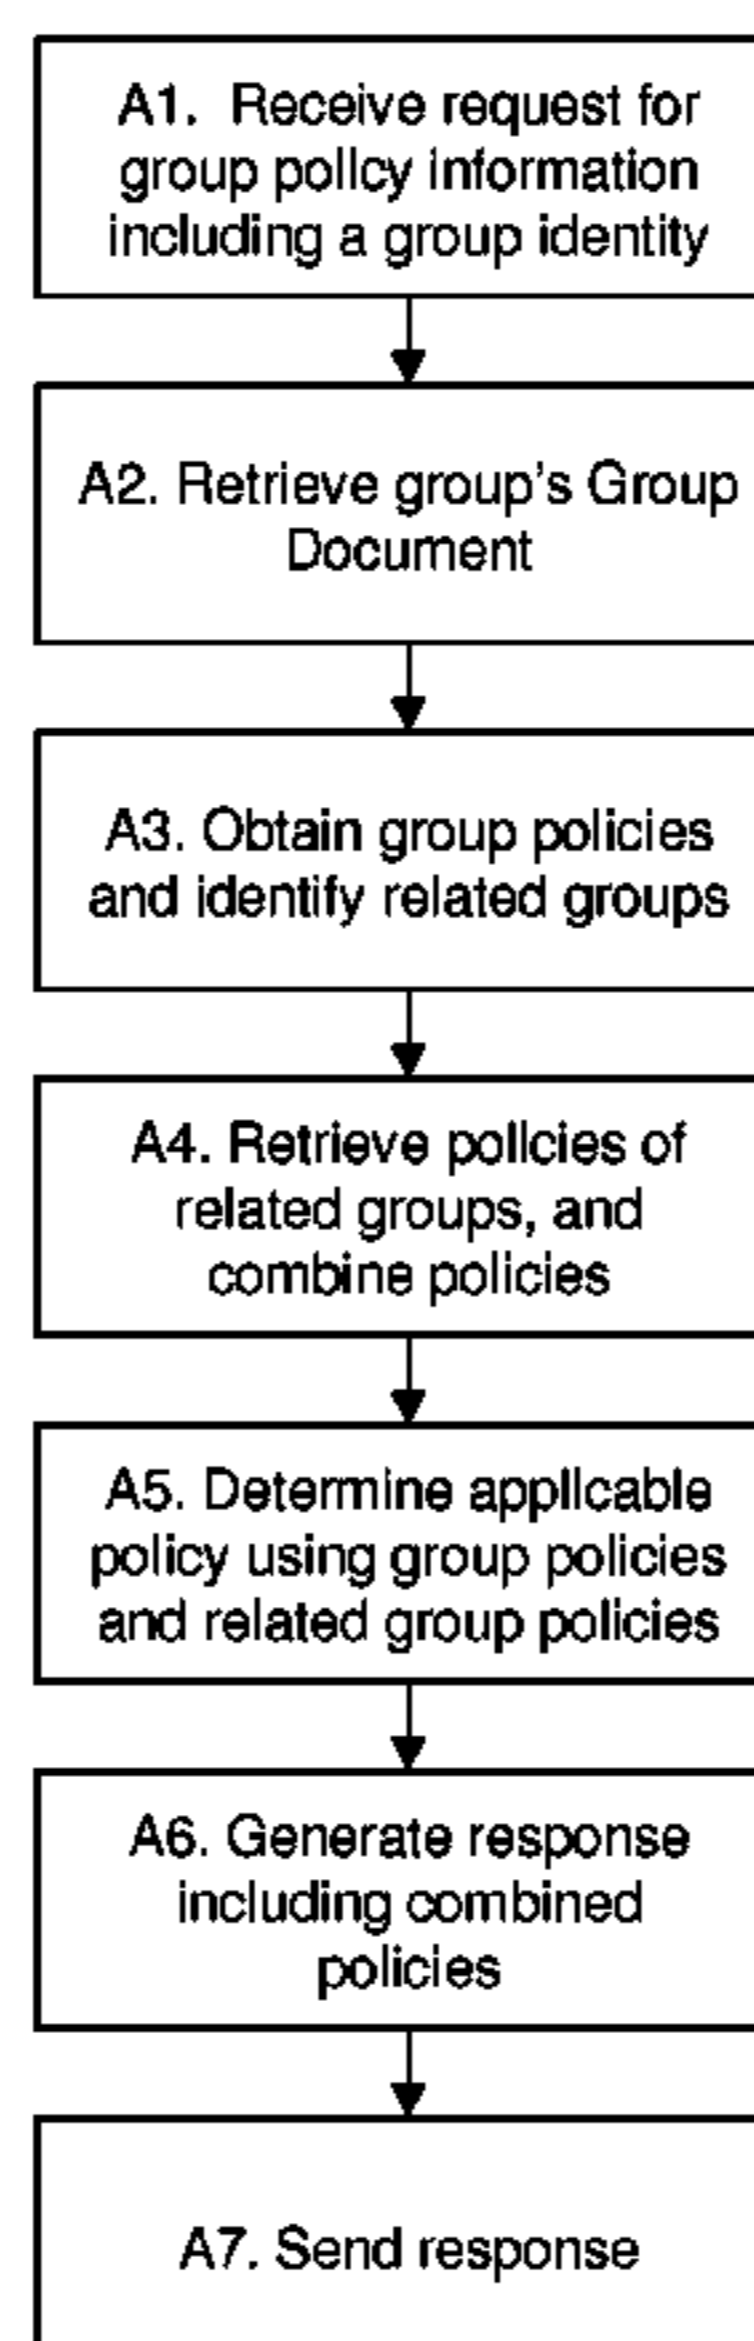 A1. Receive request for
group policy information
including a group identity
A2. Retrieve group's Group
Document
A3. Obtain group policies
and identify related groups
A4. Retrieve policies of
related groups, and
combine policies
A5. Determine applicable
policy using group policies
and related group policies
A6. Generate response
including combined
policies
A7. Send response